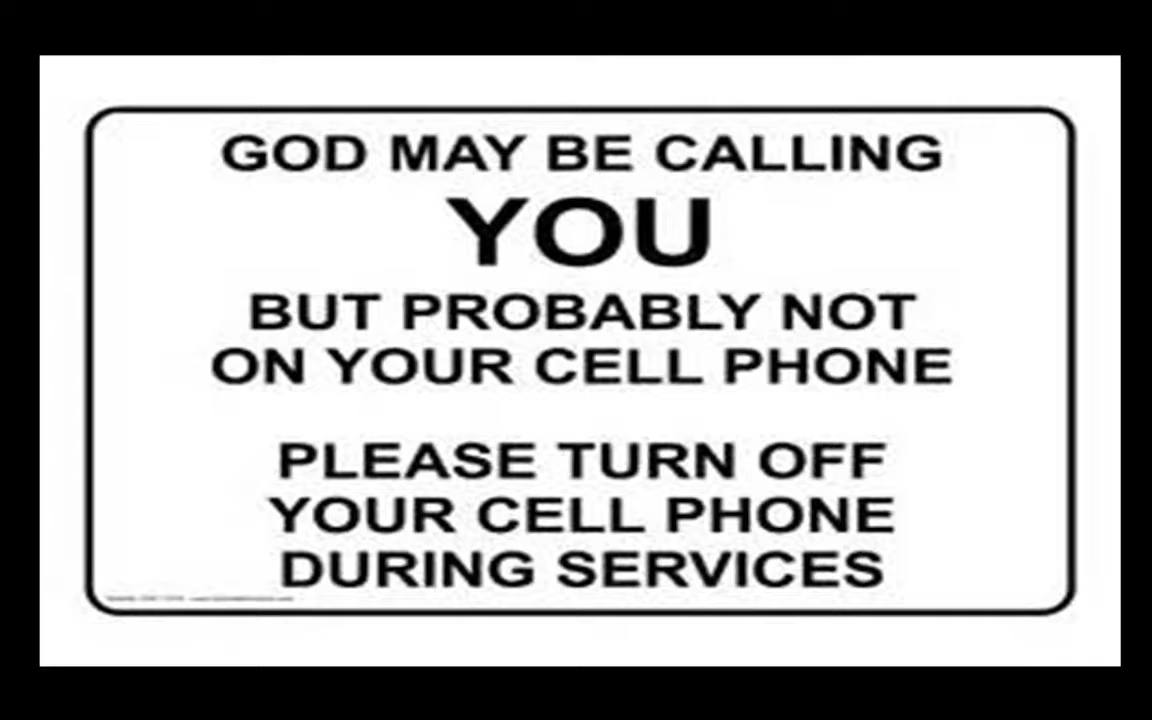 GOD MAY BE CALLING
YOU
BUT PROBABLY NOT
ON YOUR CELL PHONE
PLEASE TURN OFF
YOUR CELL PHONE
DURING SERVICES